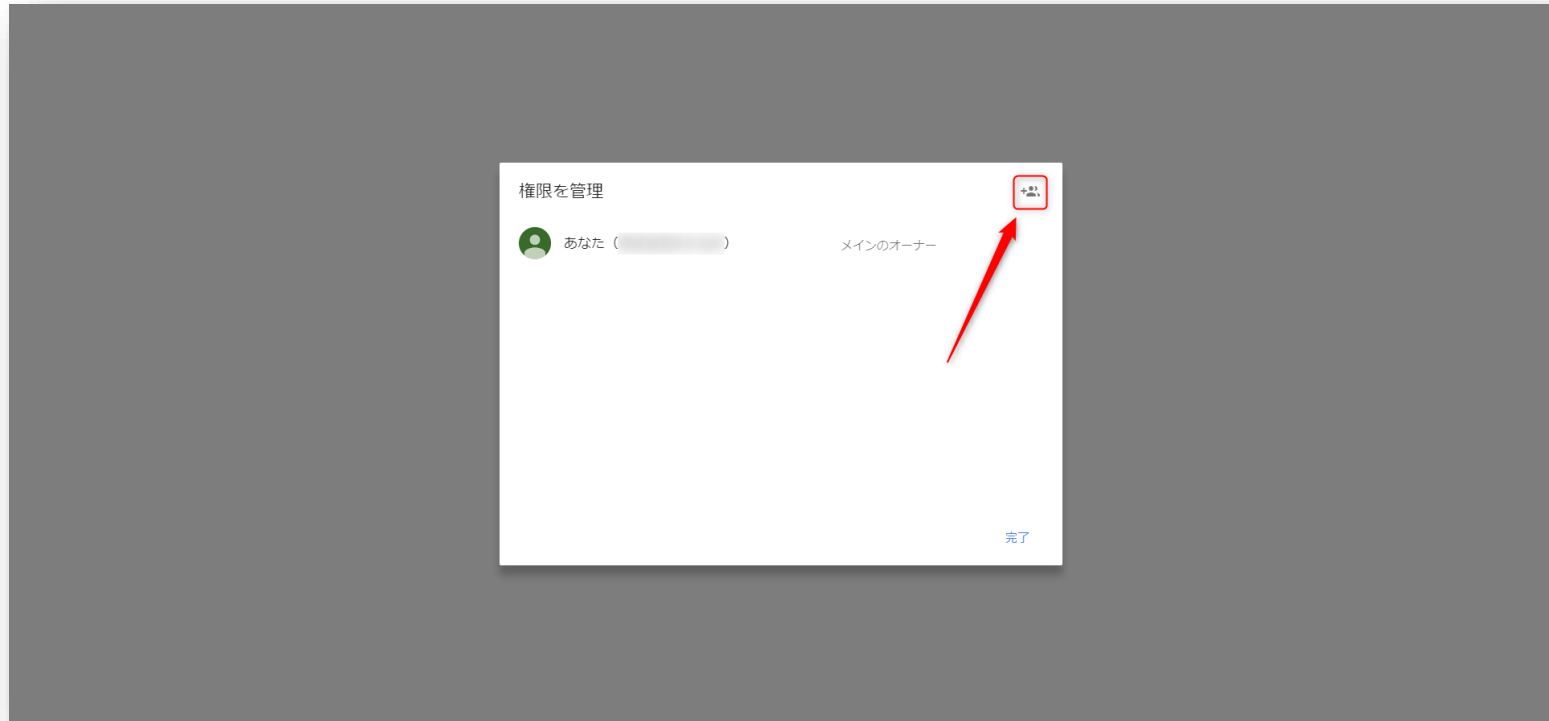 権限を管理
あなた（ ）
メインのオーナー
完了